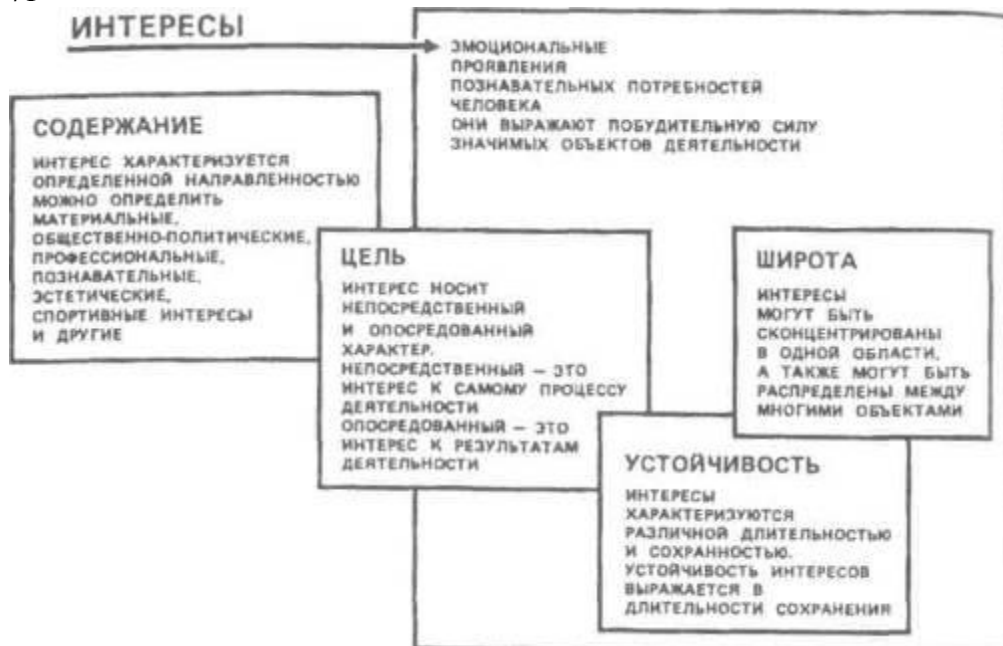 ИНТЕРЕСЫ
ЭМОЦИОНАЛЬНЫЕ
ПРОЯВЛЕНИЯ
ПОЗНАВАТЕЛЬНЫХ ПОТРЕБНОСТЕЙ
ЧЕЛОВЕКА
ОНИ ВЫРАЖАЮТ ПОБУДИТЕЛЬНУЮ СИЛУ
ЗНАЧИМЫХ ОБЪЕКТОВ ДЕЯТЕЛЬНОСТИ
СОДЕРЖАНИЕ
ИНТЕРЕС ХАРАКТЕРИЗУЕТСЯ
ОПРЕДЕЛЕННОЙ НАПРАВЛЕННОСТЬЮ
МОЖНО ОПРЕДЕЛИТЬ
МАТЕРИАЛЬНЫЕ,
ОБЩЕСТВЕННО-ПОЛИТИЧЕСКИЕ,
ПРОФЕССИОНАЛЬНЫЕ,
ПОЗНАВАТЕЛЬНЫЕ,
ЭСТЕТИЧЕСКИЕ,
СПОРТИВНЫЕ ИНТЕРЕСЫ
И ДРУГИЕ
ЦЕЛЬ
ИНТЕРЕС НОСИТ
НЕПОСРЕДСТВЕННЫЙ
И ОПОСРЕДОВАННЫЙ
ХАРАКТЕР.
НЕПОСРЕДСТВЕННЫЙ — ЭТО
ИНТЕРЕС К САМОМУ ПРОЦЕССУ
ДЕЯТЕЛЬНОСТИ
ОПОСРЕДОВАННЫЙ — ЭТО
ИНТЕРЕС К РЕЗУЛЬТАТАМ
ДЕЯТЕЛЬНОСТИ
ШИРОТА
ИНТЕРЕСЫ
МОГУТ БЫТЬ
СКОНЦЕНТРИРОВАНЫ
В ОДНОЙ ОБЛАСТИ,
А ТАКЖЕ МОГУТ БЫТЬ
РАСПРЕДЕЛЕНЫ МЕЖДУ
МНОГИМИ ОБЪЕКТАМИ
УСТОЙЧИВОСТЬ
ИНТЕРЕСЫ
ХАРАКТЕРИЗУЮТСЯ
РАЗЛИЧНОЙ ДЛИТЕЛЬНОСТЬЮ
И СОХРАННОСТЬЮ.
УСТОЙЧИВОСТЬ ИНТЕРЕСОВ
ВЫРАЖАЕТСЯ В
ДЛИТЕЛЬНОСТИ СОХРАНЕНИЯ